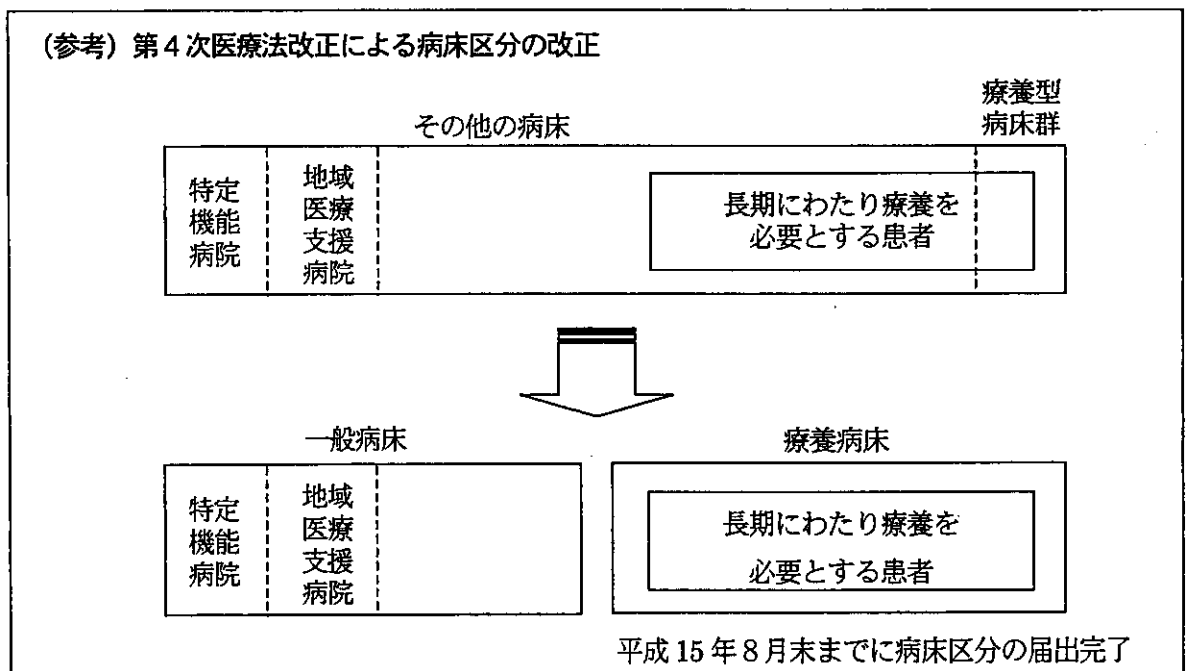 (参考) 第4次医療法改正による病床区分の改正
その他の病床
療養型
病床群
特定
機能
病院
地域
医療
支援
病院
長期にわたり療養を
必要とする患者
一般病床
療養病床
特定
機能
病院
地域
医療
支援
病院
長期にわたり療養を
必要とする患者
平成15年8月末までに病床区分の届出完了